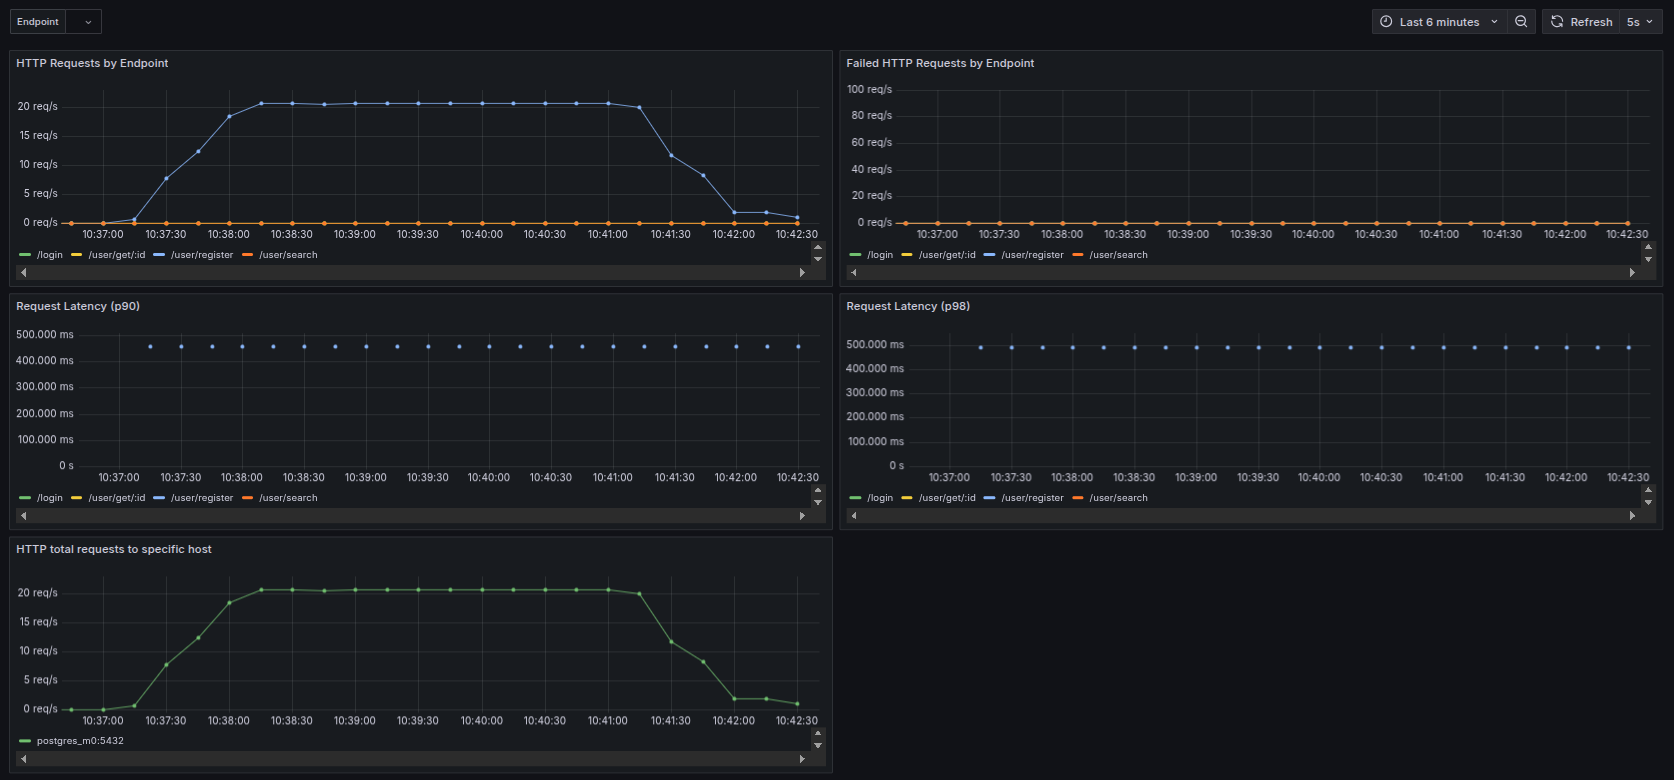 Endpoint
Last 6 minutes Refresh 5s
HTTP Requests by Endpoint
20 req/s
15 req/s
10 req/s
5 req/s
0 req/s
10:37:00 10:37:30 10:38:00 10:38:30 10:39:00 10:39:30 10:40:00 10:40:30 10:41:00 10:41:30 10:42:00 10:42:30
/login /user/get/:id /user/register /user/search
Failed HTTP Requests by Endpoint
100 req/s
80 req/s
60 req/s
40 req/s
20 req/s
0 req/s
10:37:00 10:37:30 10:38:00 10:38:30 10:39:00 10:39:30 10:40:00 10:40:30 10:41:00 10:41:30 10:42:00 10:42:30
/login /user/get/:id /user/register /user/search
Request Latency (p90)
500.000 ms
400.000 ms
300.000 ms
200.000 ms
100.000 ms
0 s
10:37:00 10:37:30 10:38:00 10:38:30 10:39:00 10:39:30 10:40:00 10:40:30 10:41:00 10:41:30 10:42:00 10:42:30
/login /user/get/:id /user/register /user/search
Request Latency (p98)
500.000 ms
400.000 ms
300.000 ms
200.000 ms
100.000 ms
0 s
10:37:00 10:37:30 10:38:00 10:38:30 10:39:00 10:39:30 10:40:00 10:40:30 10:41:00 10:41:30 10:42:00 10:42:30
/login /user/get/:id /user/register /user/search
HTTP total requests to specific host
20 req/s
15 req/s
10 req/s
5 req/s
0 req/s
10:37:00 10:37:30 10:38:00 10:38:30 10:39:00 10:39:30 10:40:00 10:40:30 10:41:00 10:41:30 10:42:00 10:42:30
postgres_m0:5432